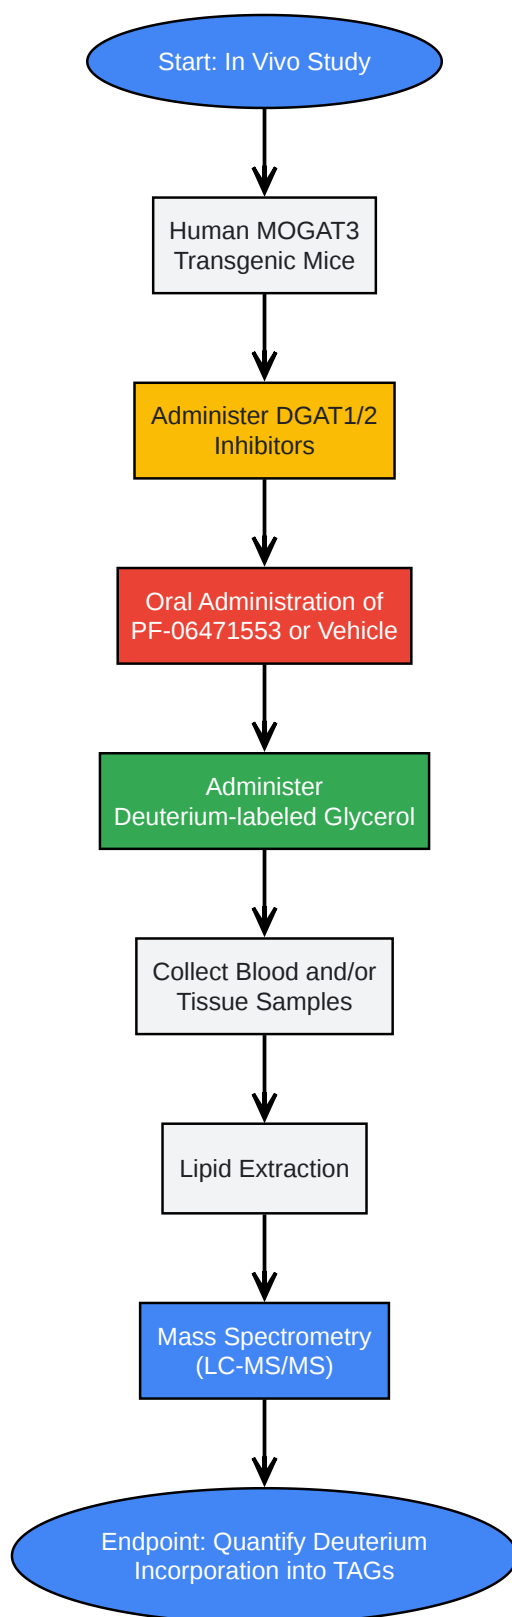 Start: In Vivo Study
Human MOGAT3
Transgenic Mice
Administer DGAT1/2
Inhibitors
Oral Administration of
PF-06471553 or Vehicle
Administer
Deuterium-labeled Glycerol
Collect Blood and/or
Tissue Samples
Lipid Extraction
Mass Spectrometry
(LC-MS/MS)
Endpoint: Quantify Deuterium
Incorporation into TAGs